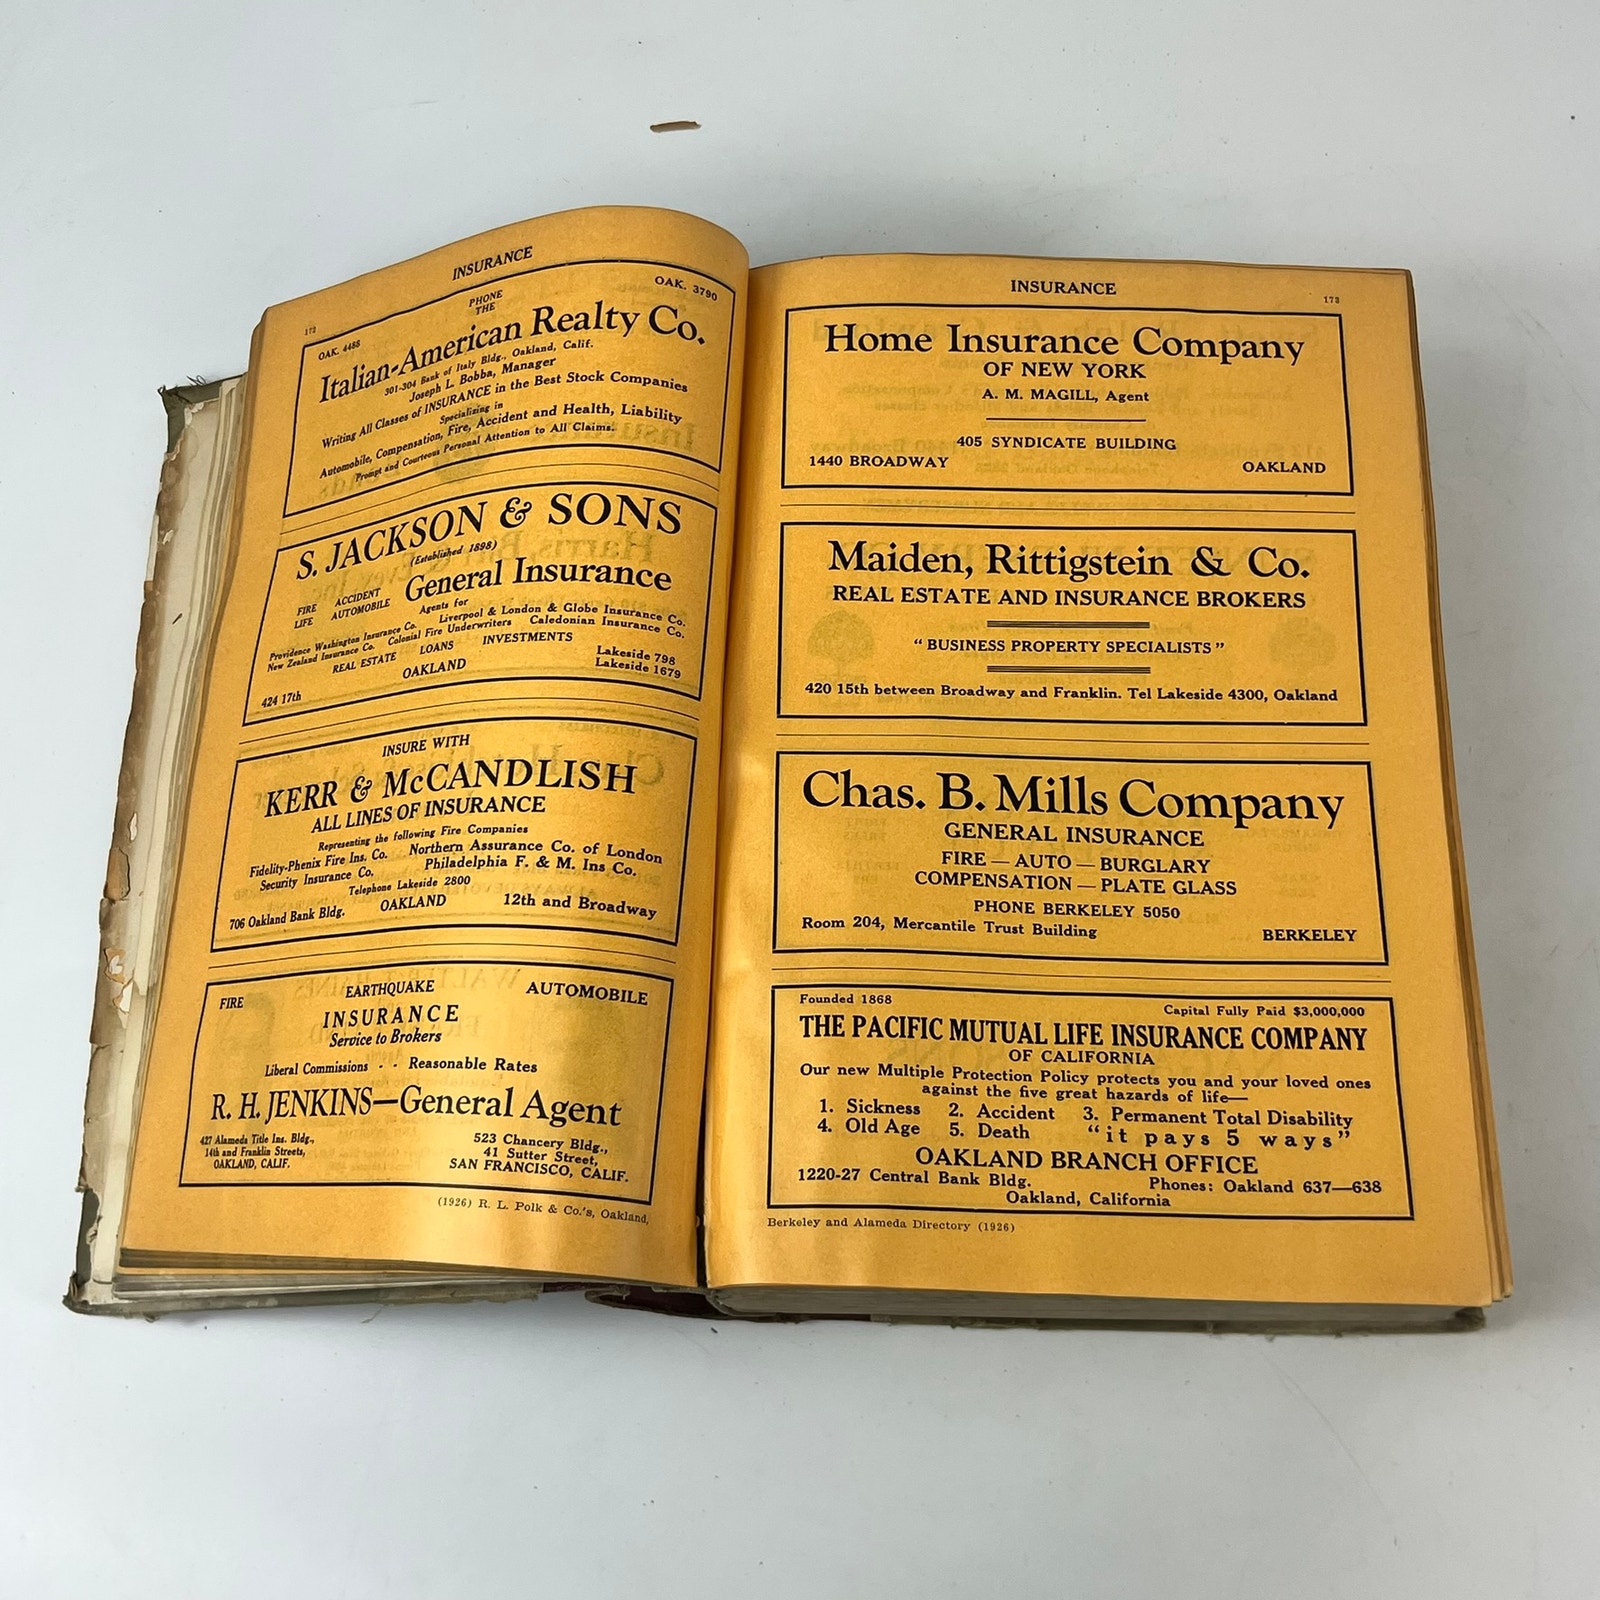 INSURANCE
172
PHONE
THE
OAK. 4488
OAK. 3790
Italian-American Realty Co.
301-304 Bank of Italy Bldg., Oakland, Calif.
Joseph L. Bobba, Manager
Writing All Classes of INSURANCE in the Best Stock Companies
Specializing in
Automobile, Compensation, Fire, Accident and Health, Liability
Prompt and Courteous Personal Attention to All Claims.
S. JACKSON & SONS
(Established 1898)
FIRE ACCIDENT General Insurance
LIFE AUTOMOBILE
Agents for
Providence Washington Insurance Co. Liverpool & London & Globe Insurance Co.
New Zealand Insurance Co. Colonial Fire Underwriters Caledonian Insurance Co.
REAL ESTATE LOANS INVESTMENTS
Lakeside 798
424 17th OAKLAND Lakeside 1679
INSURE WITH
KERR & McCANDLISH
ALL LINES OF INSURANCE
Representing the following Fire Companies
Fidelity-Phenix Fire Ins. Co. Northern Assurance Co. of London
Security Insurance Co. Philadelphia F. & M. Ins Co.
Telephone Lakeside 2800
706 Oakland Bank Bldg. OAKLAND 12th and Broadway
FIRE EARTHQUAKE AUTOMOBILE
INSURANCE
Service to Brokers
Liberal Commissions - - Reasonable Rates
R. H. JENKINS—General Agent
427 Alameda Title Ins. Bldg., 523 Chancery Bldg.,
14th and Franklin Streets, 41 Sutter Street,
OAKLAND, CALIF. SAN FRANCISCO, CALIF.
(1926) R. L. Polk & Co.'s, Oakland,
INSURANCE
173
Home Insurance Company
OF NEW YORK
A. M. MAGILL, Agent
405 SYNDICATE BUILDING
1440 BROADWAY OAKLAND
Maiden, Rittigstein & Co.
REAL ESTATE AND INSURANCE BROKERS
"BUSINESS PROPERTY SPECIALISTS"
420 15th between Broadway and Franklin. Tel Lakeside 4300, Oakland
Chas. B. Mills Company
GENERAL INSURANCE
FIRE — AUTO — BURGLARY
COMPENSATION — PLATE GLASS
PHONE BERKELEY 5050
Room 204, Mercantile Trust Building BERKELEY
Founded 1868 Capital Fully Paid $3,000,000
THE PACIFIC MUTUAL LIFE INSURANCE COMPANY
OF CALIFORNIA
Our new Multiple Protection Policy protects you and your loved ones
against the five great hazards of life—
1. Sickness 2. Accident 3. Permanent Total Disability
4. Old Age 5. Death "it pays 5 ways"
OAKLAND BRANCH OFFICE
1220-27 Central Bank Bldg. Phones: Oakland 637—638
Oakland, California
Berkeley and Alameda Directory (1926)